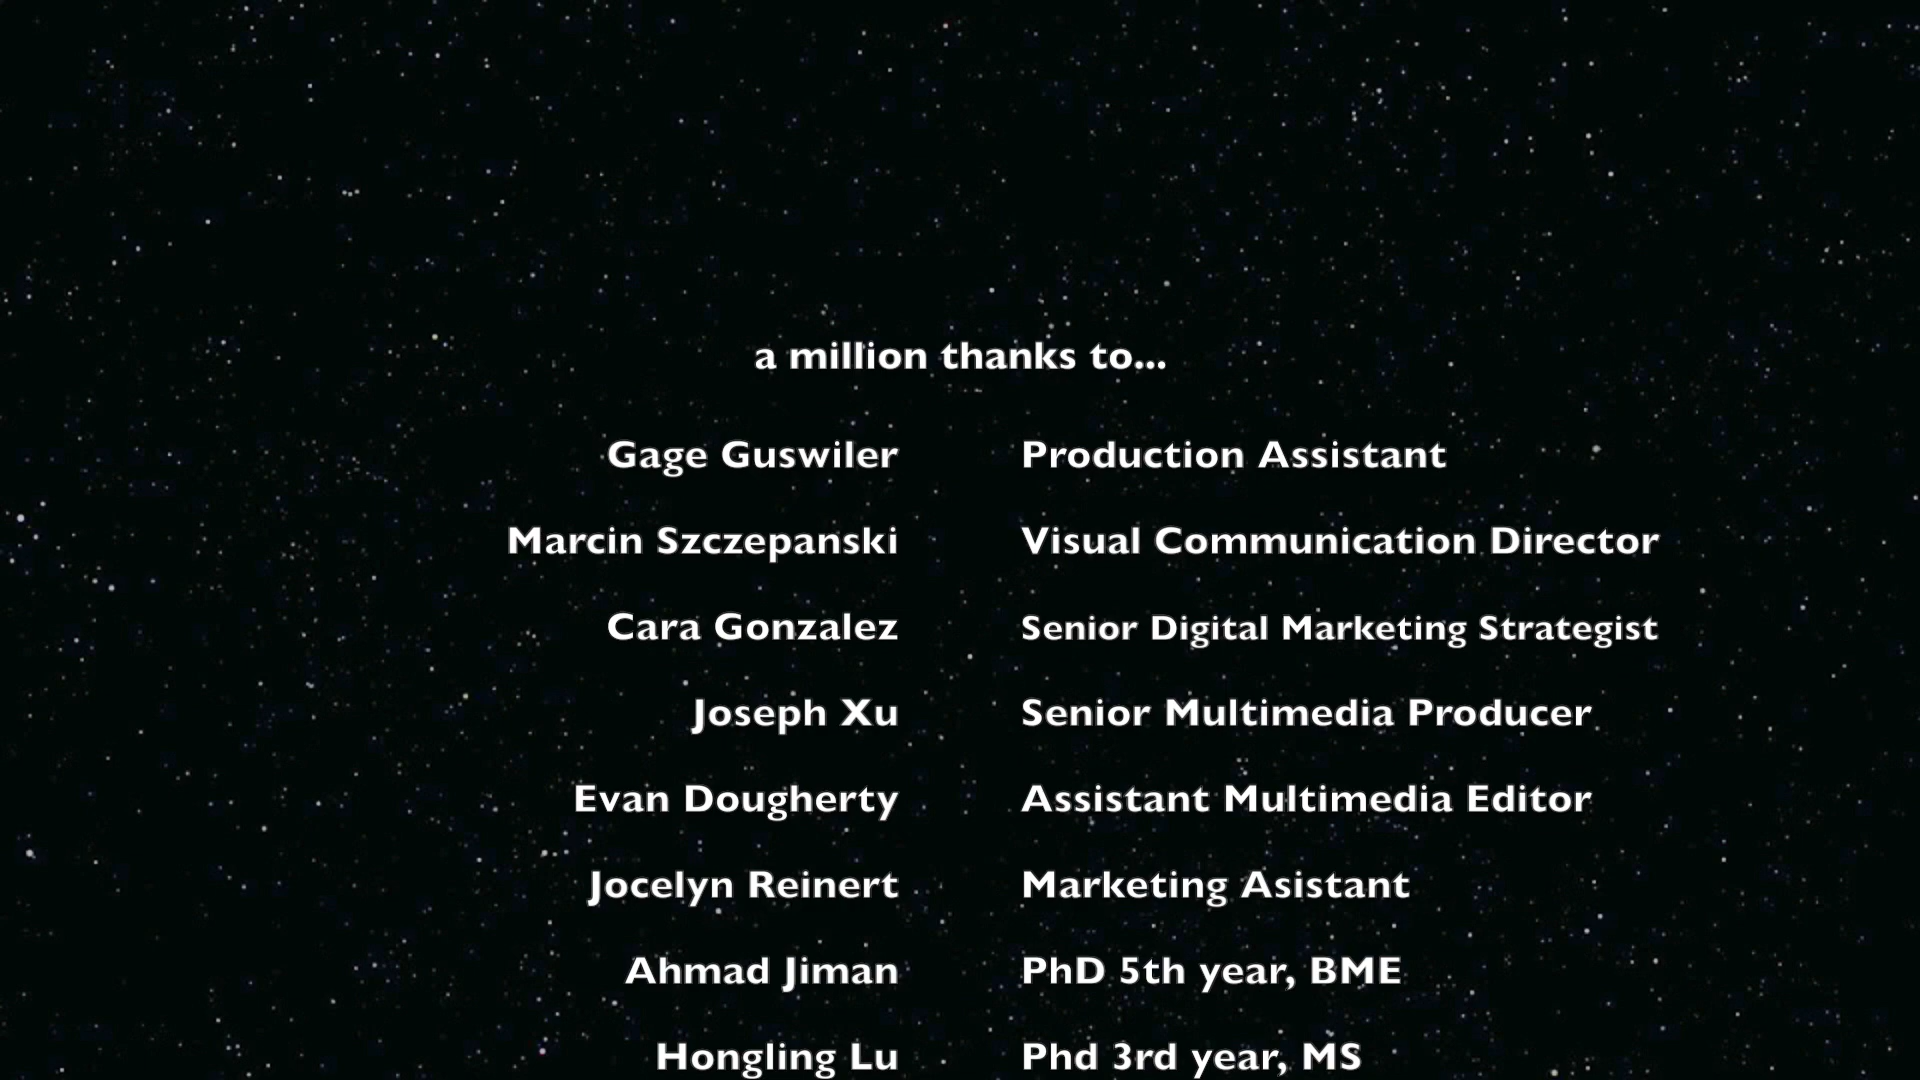 a million thanks to...
Gage Guswiler Production Assistant
Marcin Szczepanski Visual Communication Director
Cara Gonzalez Senior Digital Marketing Strategist
Joseph Xu Senior Multimedia Producer
Evan Dougherty Assistant Multimedia Editor
Jocelyn Reinert Marketing Asistant
Ahmad Jiman PhD 5th year, BME
Hongling Lu Phd 3rd year, MS